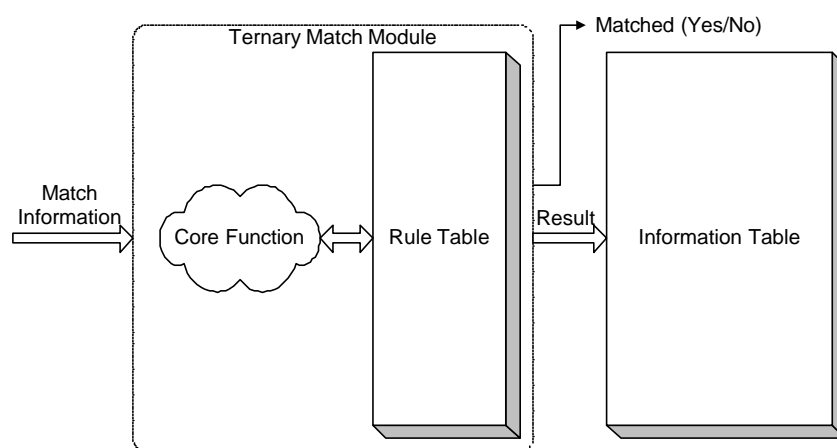 Ternary Match Module
Matched (Yes/No)
Match
Information
Core Function
Rule Table
Result
Information Table